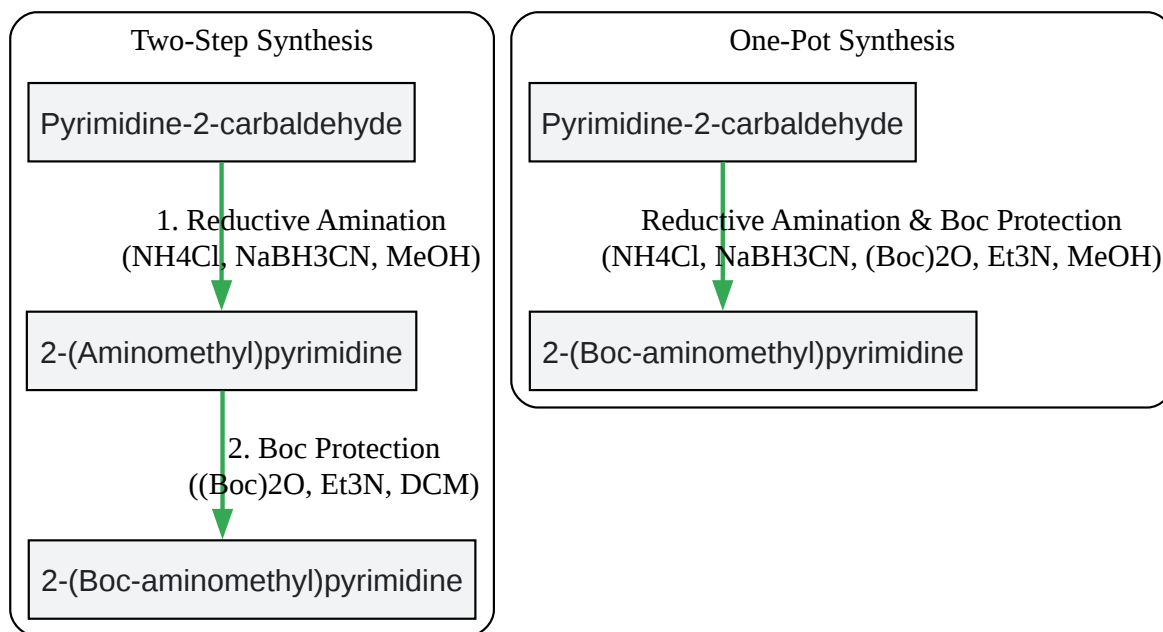 Two-Step Synthesis
Pyrimidine-2-carbaldehyde
1. Reductive Amination
(NH4Cl, NaBH3CN, MeOH)
2-(Aminomethyl)pyrimidine
2. Boc Protection
((Boc)2O, Et3N, DCM)
2-(Boc-aminomethyl)pyrimidine
One-Pot Synthesis
Pyrimidine-2-carbaldehyde
Reductive Amination & Boc Protection
(NH4Cl, NaBH3CN, (Boc)2O, Et3N, MeOH)
2-(Boc-aminomethyl)pyrimidine